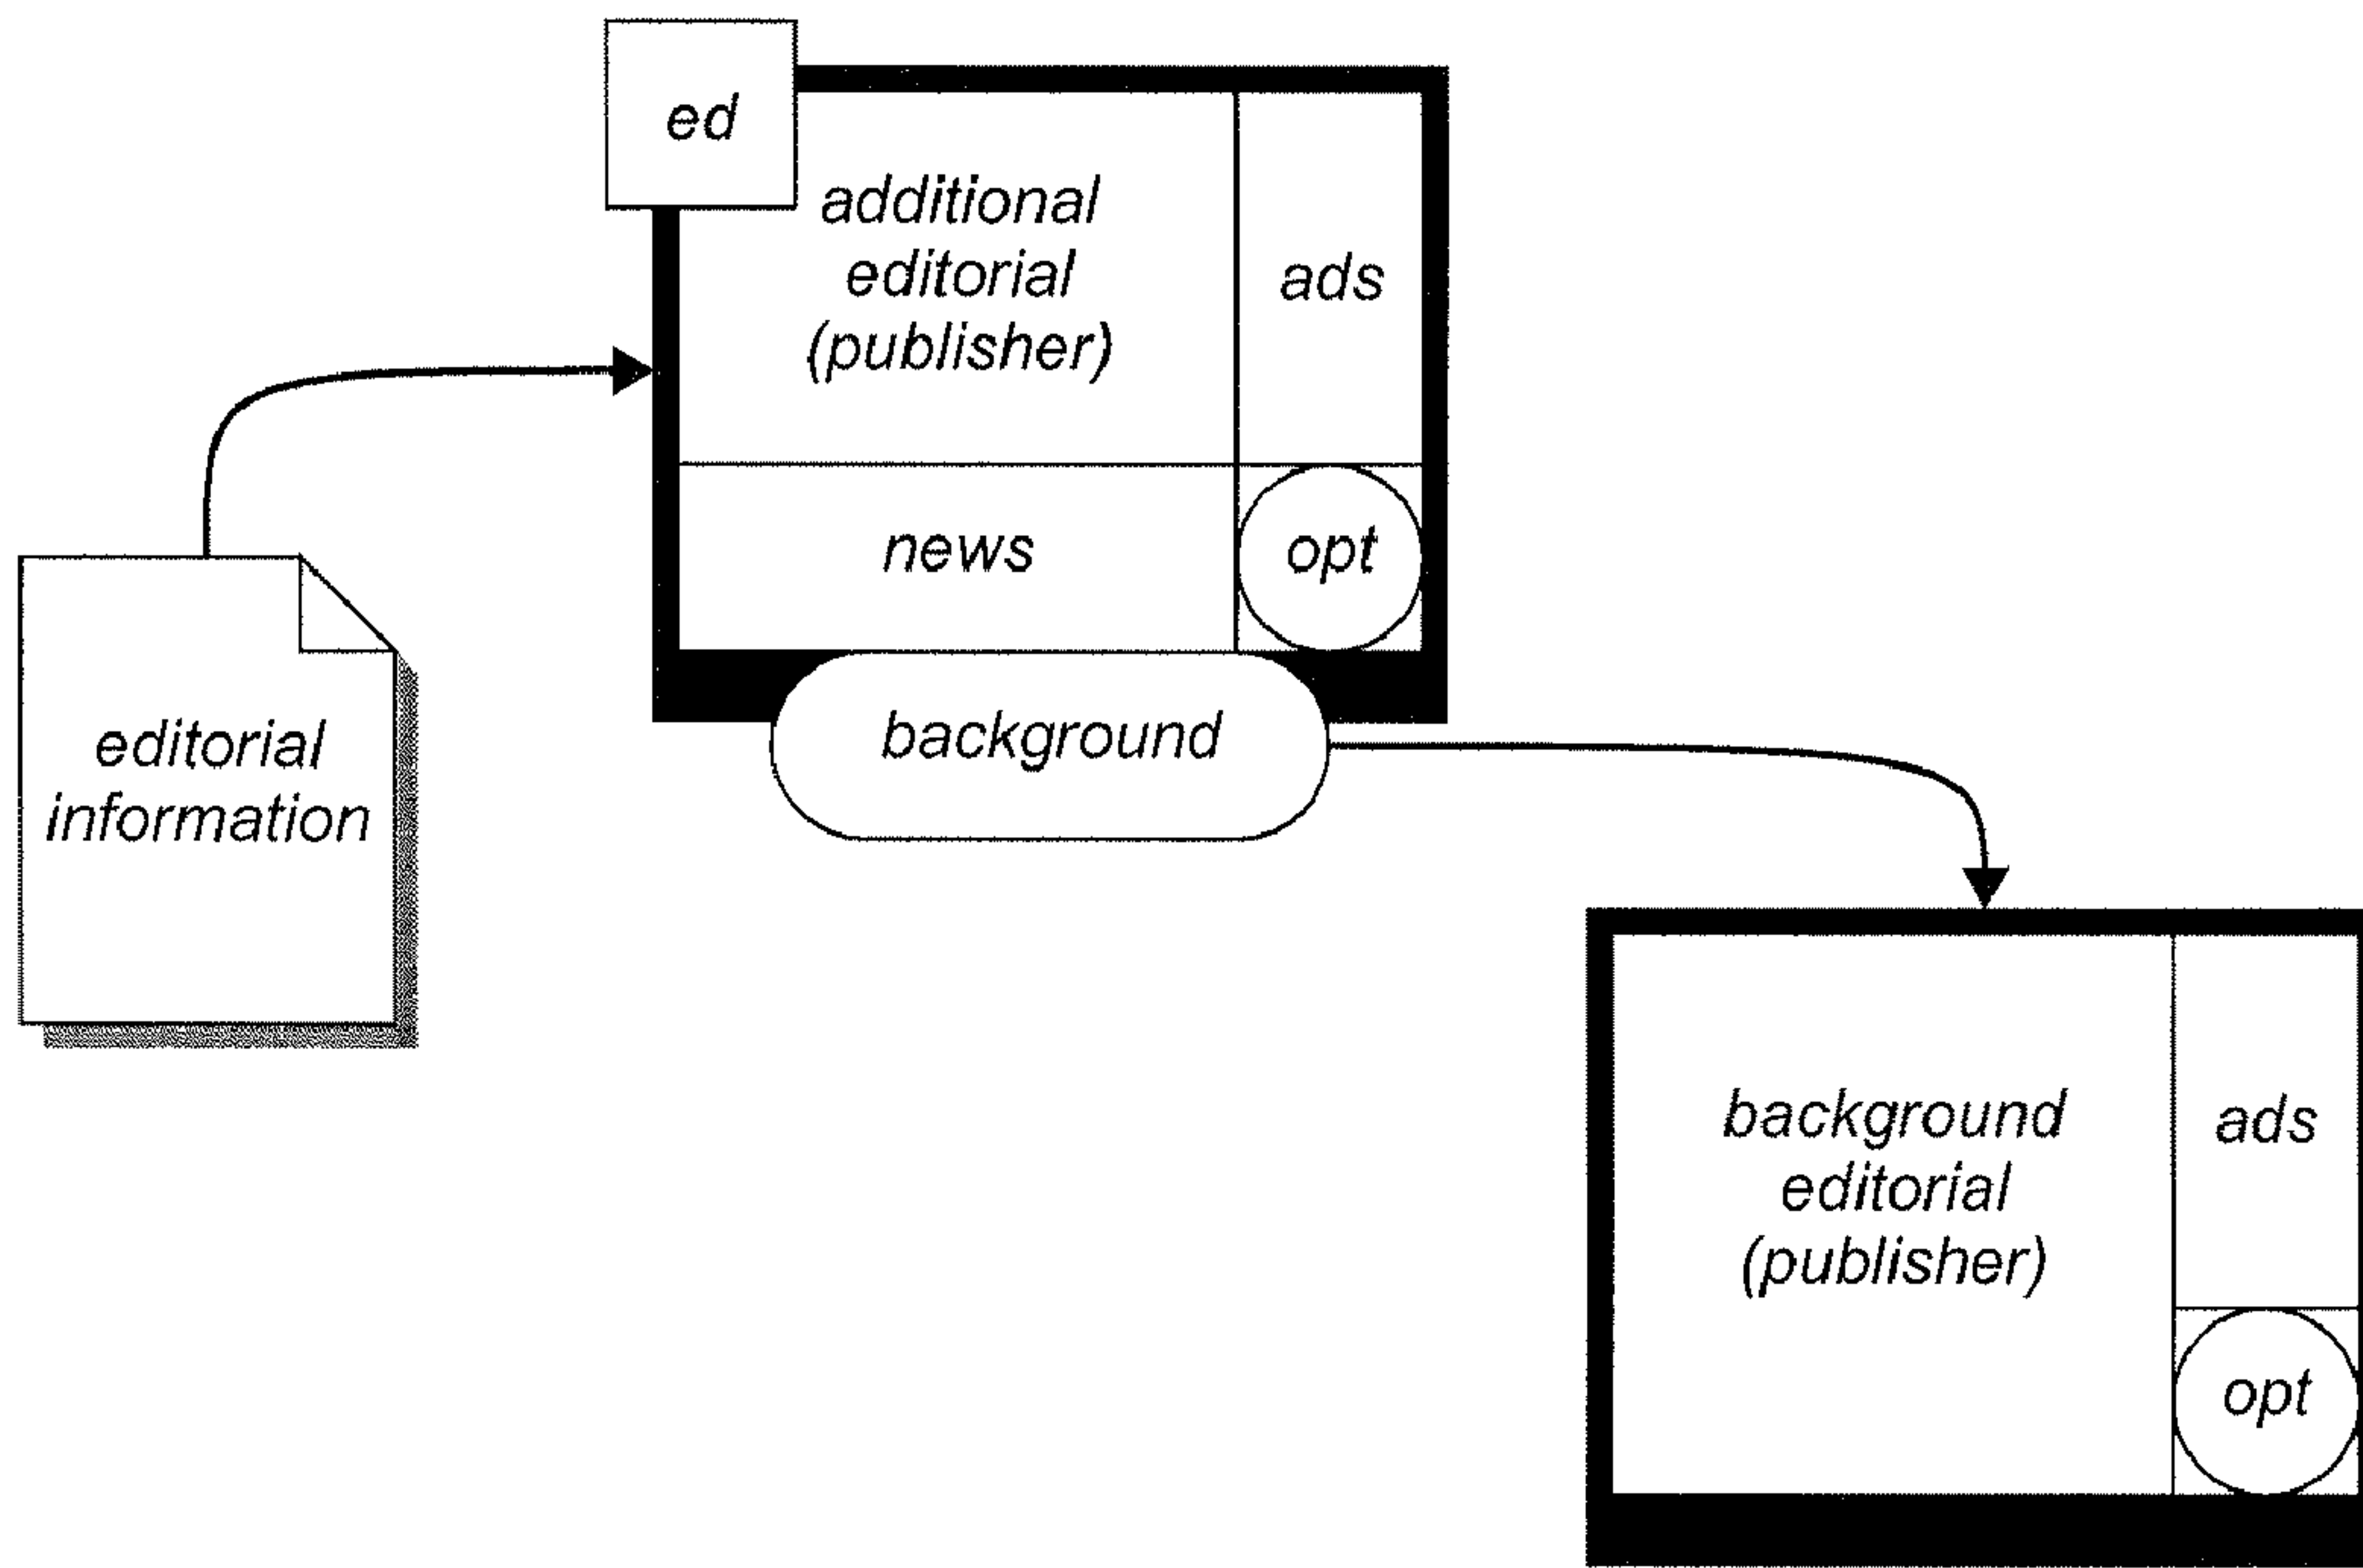 ed
additional
editorial
(publisher)
ads
news
opt
background
editorial
information
background
editorial
(publisher)
ads
opt